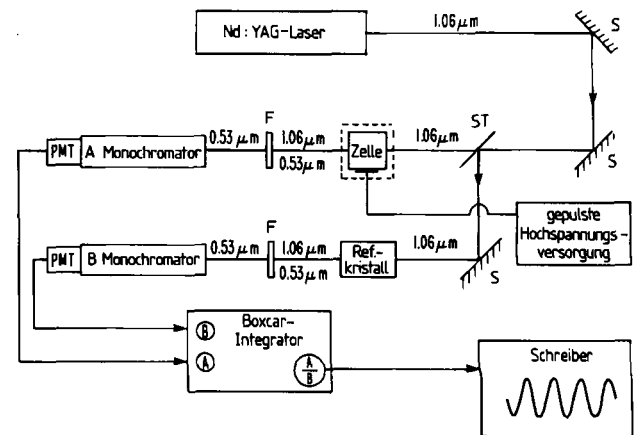 Nd: YAG-Laser
1.06 μm
S
ST
S
PMT
A Monochromator
0.53 μm
F
1.06 μm
0.53 μm
Zelle
1.06 μm
gepulste
Hochspannungs-
versorgung
PMT
B Monochromator
0.53 μm
F
1.06 μm
0.53 μm
Ref.-
kristall
1.06 μm
S
Boxcar-
Integrator
B
A
A
B
Schreiber